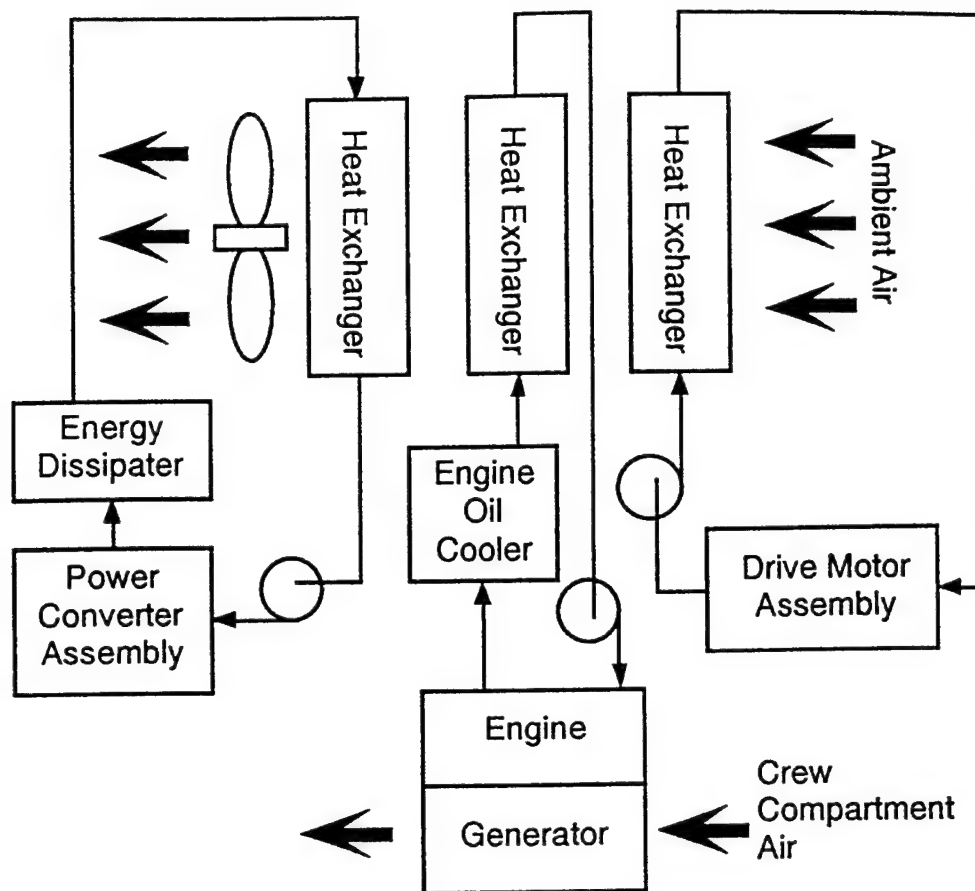 Heat Exchanger
Heat Exchanger
Heat Exchanger
Ambient Air
Energy
Dissipater
Engine
Oil
Cooler
Power
Converter
Assembly
Drive Motor
Assembly
Engine
Generator
Crew
Compartment
Air